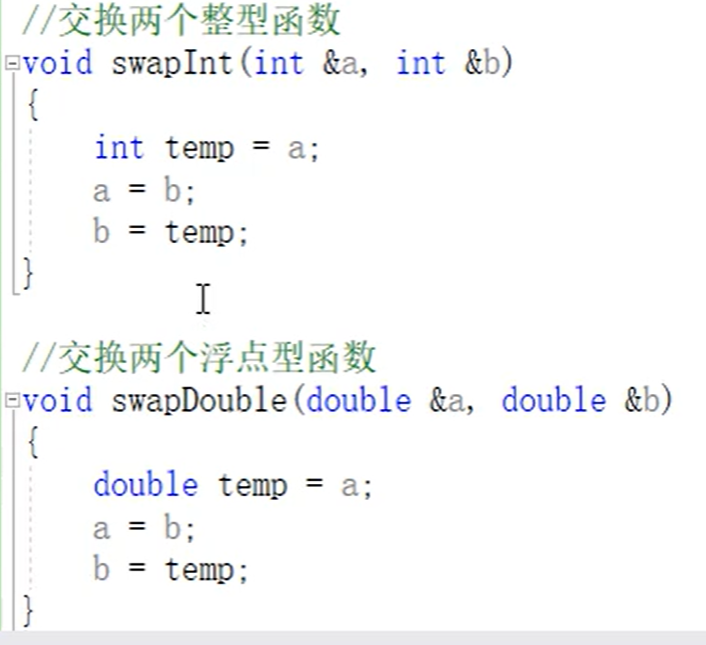 //交换两个整型函数
void swapInt(int &a, int &b)
{
int temp = a;
a = b;
b = temp;
}
//交换两个浮点型函数
void swapDouble(double &a, double &b)
{
double temp = a;
a = b;
b = temp;
}